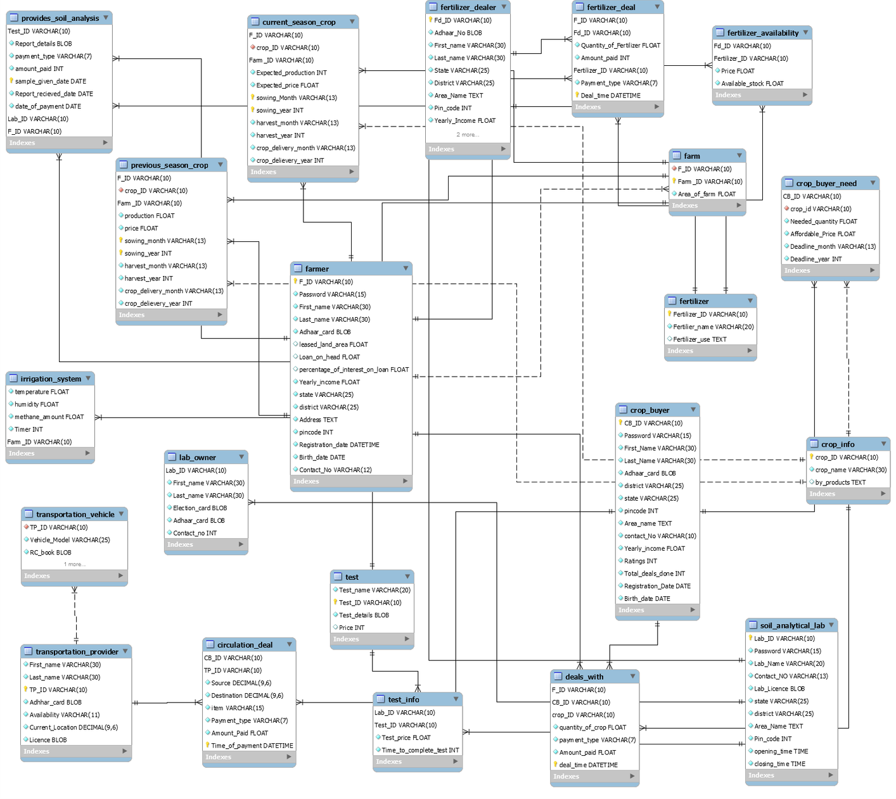 provides_soil_analysis
Test_ID VARCHAR(10)
Report_details BLOB
payment_type VARCHAR(7)
amount_paid INT
sample_given_date DATE
Report_recieved_date DATE
date_of_payment DATE
Lab_ID VARCHAR(10)
F_ID VARCHAR(10)
Indexes
current_season_crop
F_ID VARCHAR(10)
crop_ID VARCHAR(10)
Farm_ID VARCHAR(10)
Expected_production INT
Expected_price FLOAT
sowing_Month VARCHAR(13)
sowing_year INT
harvest_month VARCHAR(13)
harvest_year INT
crop_delivery_month VARCHAR(13)
crop_delievery_year INT
Indexes
fertilizer_dealer
Fd_ID VARCHAR(10)
Adhaar_No BLOB
First_name VARCHAR(30)
Last_name VARCHAR(30)
State VARCHAR(25)
District VARCHAR(25)
Area_Name TEXT
Pin_code INT
Yearly_Income FLOAT
2 more...
Indexes
fertilizer_deal
F_ID VARCHAR(10)
Fd_ID VARCHAR(10)
Quantity_of_Fertilizer FLOAT
Amount_paid INT
Fertilizer_ID VARCHAR(10)
Payment_type VARCHAR(7)
Deal_time DATETIME
Indexes
fertilizer_availability
Fd_ID VARCHAR(10)
Fertilizer_ID VARCHAR(10)
Price FLOAT
Available_stock FLOAT
Indexes
previous_season_crop
F_ID VARCHAR(10)
crop_ID VARCHAR(10)
Farm_ID VARCHAR(10)
production FLOAT
price FLOAT
sowing_month VARCHAR(13)
sowing_year INT
harvest_month VARCHAR(13)
harvest_year INT
crop_delivery_month VARCHAR(13)
crop_delievery_year INT
Indexes
farm
F_ID VARCHAR(10)
Farm_ID VARCHAR(10)
Area_of_farm FLOAT
Indexes
crop_buyer_need
CB_ID VARCHAR(10)
crop_id VARCHAR(10)
Needed_quantity FLOAT
Affordable_Price FLOAT
Deadline_month VARCHAR(13)
Deadline_year INT
Indexes
farmer
F_ID VARCHAR(10)
Password VARCHAR(15)
First_name VARCHAR(30)
Last_name VARCHAR(30)
Adhaar_card BLOB
leased_land_area FLOAT
Loan_on_head FLOAT
percentage_of_interest_on_loan FLOAT
Yearly_income FLOAT
state VARCHAR(25)
district VARCHAR(25)
Address TEXT
pincode INT
Registration_date DATETIME
Birth_date DATE
Contact_No VARCHAR(12)
Indexes
fertilizer
Fertilizer_ID VARCHAR(10)
Fertilier_name VARCHAR(20)
Fertilizer_use TEXT
Indexes
irrigation_system
temperature FLOAT
humidity FLOAT
methane_amount FLOAT
Timer INT
Farm_ID VARCHAR(10)
Indexes
lab_owner
Lab_ID VARCHAR(10)
First_name VARCHAR(30)
Last_name VARCHAR(30)
Election_card BLOB
Adhaar_card BLOB
Contact_no INT
Indexes
crop_buyer
CB_ID VARCHAR(10)
Password VARCHAR(15)
First_Name VARCHAR(30)
Last_Name VARCHAR(30)
Adhaar_card BLOB
district VARCHAR(25)
state VARCHAR(25)
pincode INT
Area_name TEXT
contact_No VARCHAR(10)
Yearly_income FLOAT
Ratings INT
Total_deals_done INT
Registration_Date DATE
Birth_date DATE
Indexes
crop_info
crop_ID VARCHAR(10)
crop_name VARCHAR(30)
by_products TEXT
Indexes
transportation_vehicle
TP_ID VARCHAR(10)
Vehicle_Model VARCHAR(25)
RC_book BLOB
1 more...
Indexes
test
Test_name VARCHAR(20)
Test_ID VARCHAR(10)
Test_details BLOB
Price INT
Indexes
transportation_provider
First_name VARCHAR(30)
Last_name VARCHAR(30)
TP_ID VARCHAR(10)
Adhhar_card BLOB
Availability VARCHAR(11)
Current_Location DECIMAL(9,6)
Licence BLOB
Indexes
circulation_deal
CB_ID VARCHAR(10)
TP_ID VARCHAR(10)
Source DECIMAL(9,6)
Destination DECIMAL(9,6)
item VARCHAR(15)
Payment_type VARCHAR(7)
Amount_Paid FLOAT
Time_of_payment DATETIME
Indexes
test_info
Lab_ID VARCHAR(10)
Test_ID VARCHAR(10)
Test_price FLOAT
Time_to_complete_test INT
Indexes
deals_with
F_ID VARCHAR(10)
CB_ID VARCHAR(10)
crop_ID VARCHAR(10)
quantity_of_crop FLOAT
payment_type VARCHAR(7)
Amount_paid FLOAT
deal_time DATETIME
Indexes
soil_analytical_lab
Lab_ID VARCHAR(10)
Password VARCHAR(15)
Lab_Name VARCHAR(20)
Contact_NO VARCHAR(13)
Lab_Licence BLOB
state VARCHAR(25)
district VARCHAR(25)
Area_Name TEXT
Pin_code INT
opening_time TIME
closing_time TIME
Indexes